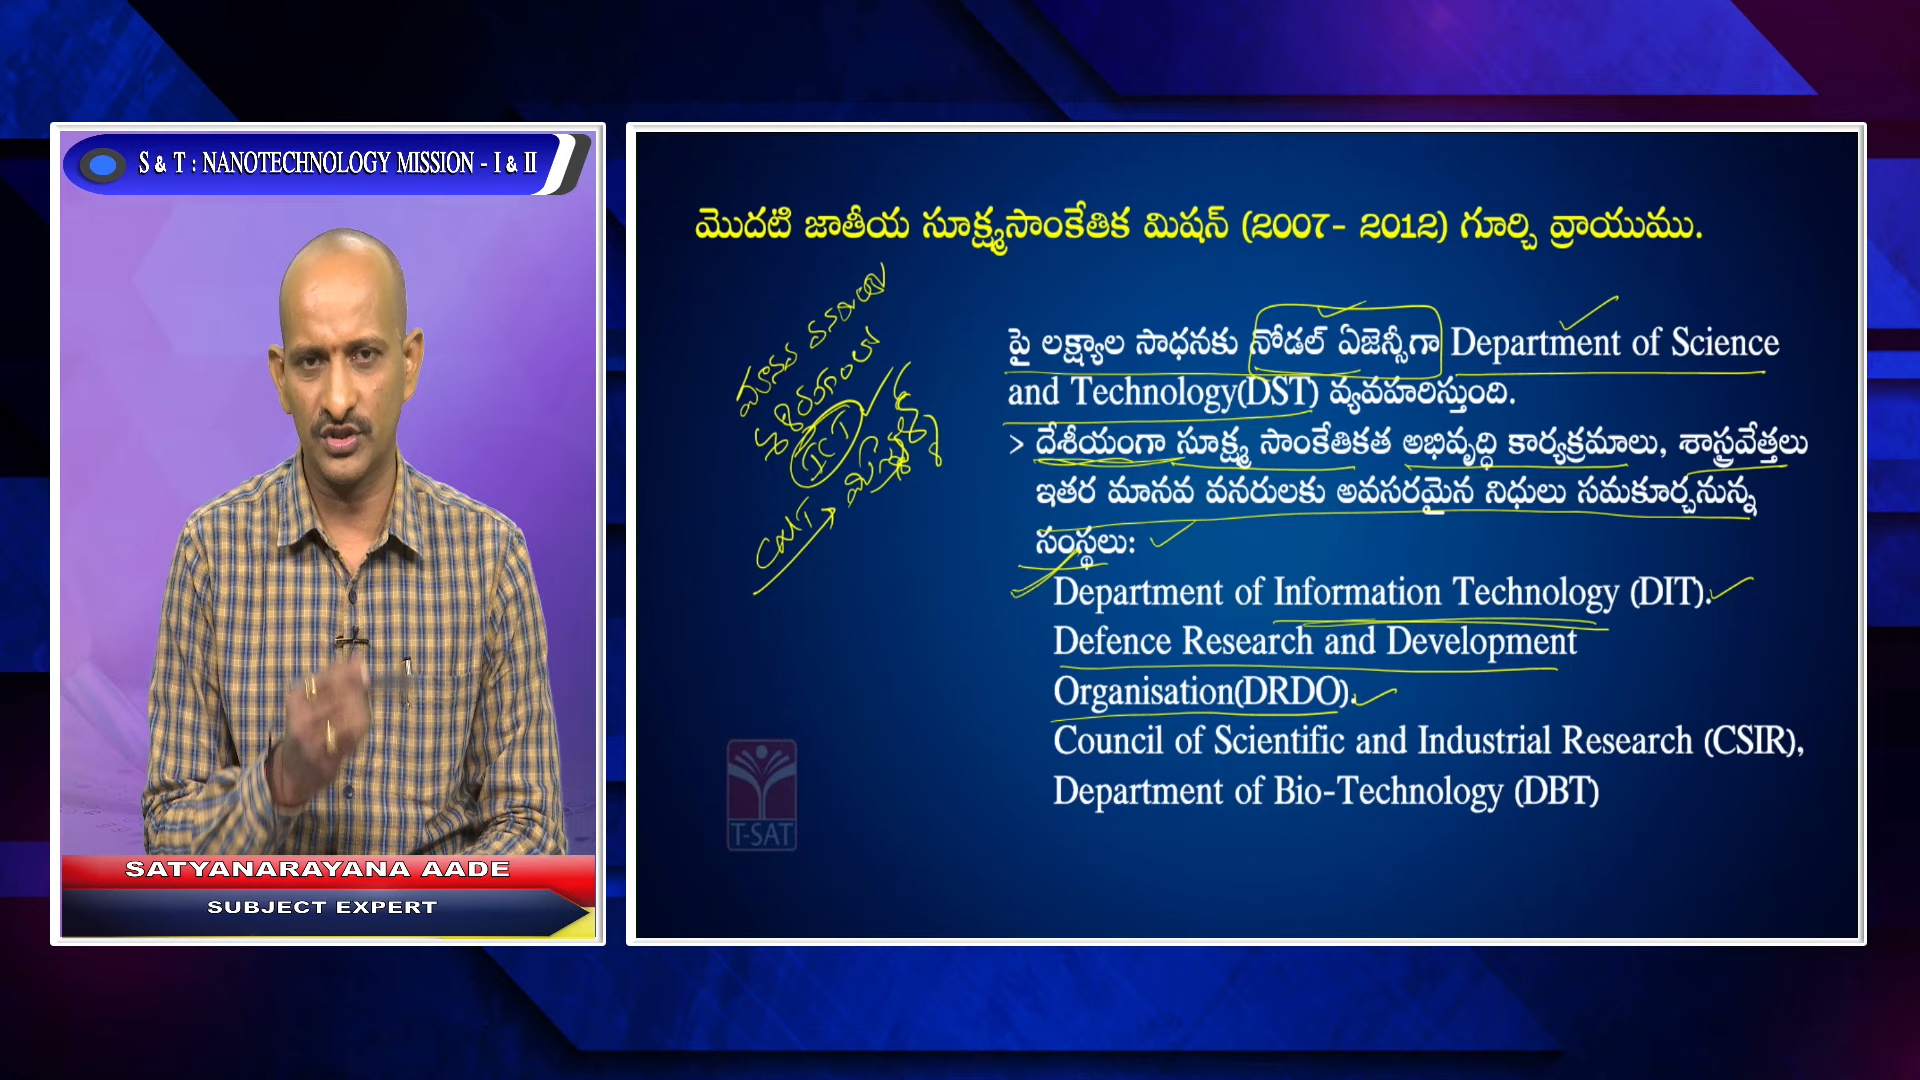 S & T : NANOTECHNOLOGY MISSION - I & II
మొదటి జాతీయ సూక్ష్మసాంకేతిక మిషన్ (2007- 2012) గూర్చి వ్రాయుము.
పై లక్ష్యాల సాధనకు నోడల్ ఏజెన్సీగా Department of Science
and Technology(DST) వ్యవహరిస్తుంది.
> దేశీయంగా సూక్ష్మ సాంకేతికత అభివృద్ధి కార్యక్రమాలు, శాస్త్రవేత్తలు
ఇతర మానవ వనరులకు అవసరమైన నిధులు సమకూర్చనున్న
సంస్థలు:
Department of Information Technology (DIT).
Defence Research and Development
Organisation(DRDO).
Council of Scientific and Industrial Research (CSIR),
Department of Bio-Technology (DBT)
మానవ వనరులు
ICT
T-SAT
SATYANARAYANA AADE
SUBJECT EXPERT